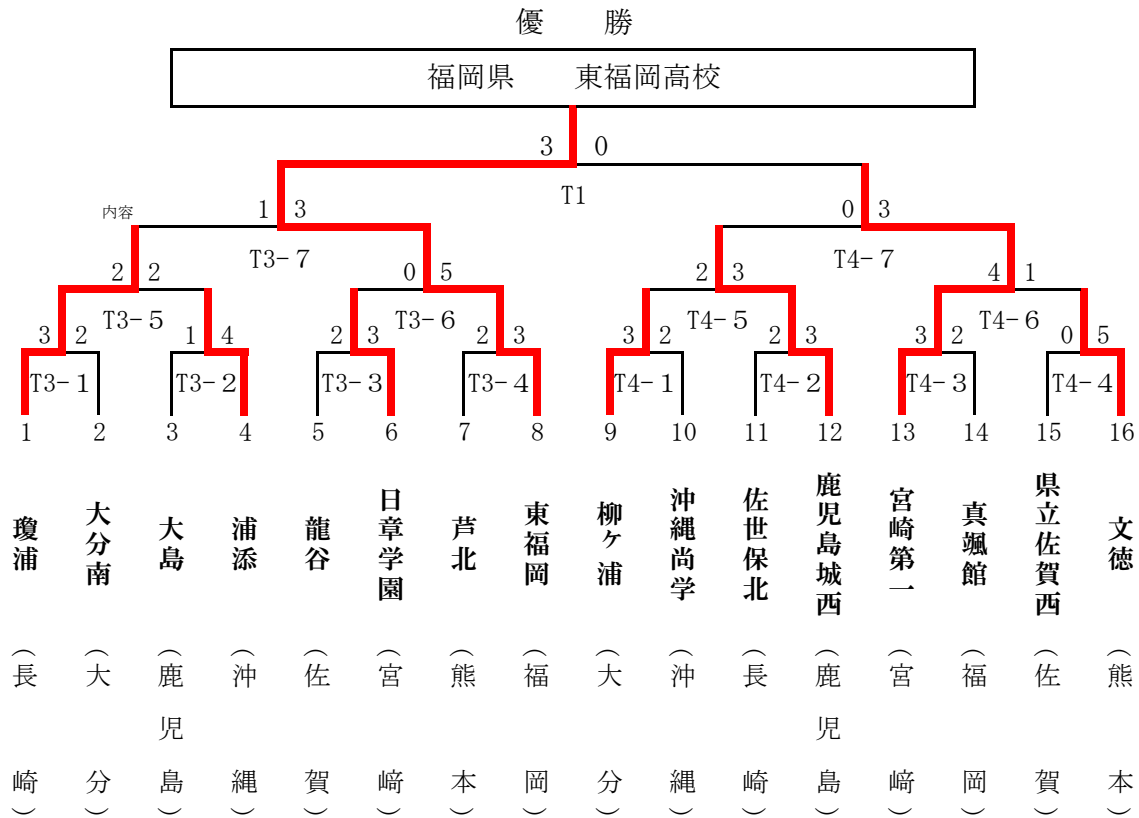 優　勝
福岡県　東福岡高校
3 0
T1
内容 1 3 0 3
T3-7 T4-7
2 2 0 5 2 3 4 1
T3-5 T3-6 T4-5 T4-6
3 2 1 4 2 3 2 3 3 2 2 3 3 2 0 5
T3-1 T3-2 T3-3 T3-4 T4-1 T4-2 T4-3 T4-4
1 2 3 4 5 6 7 8 9 10 11 12 13 14 15 16
瓊浦（長崎）
大分南（大分）
大島（鹿児島）
浦添（沖縄）
龍谷（佐賀）
日章学園（宮﨑）
芦北（熊本）
東福岡（福岡）
柳ケ浦（大分）
沖縄尚学（沖縄）
佐世保北（長崎）
鹿児島城西（鹿児島）
宮崎第一（宮﨑）
真颯館（福岡）
県立佐賀西（佐賀）
文徳（熊本）